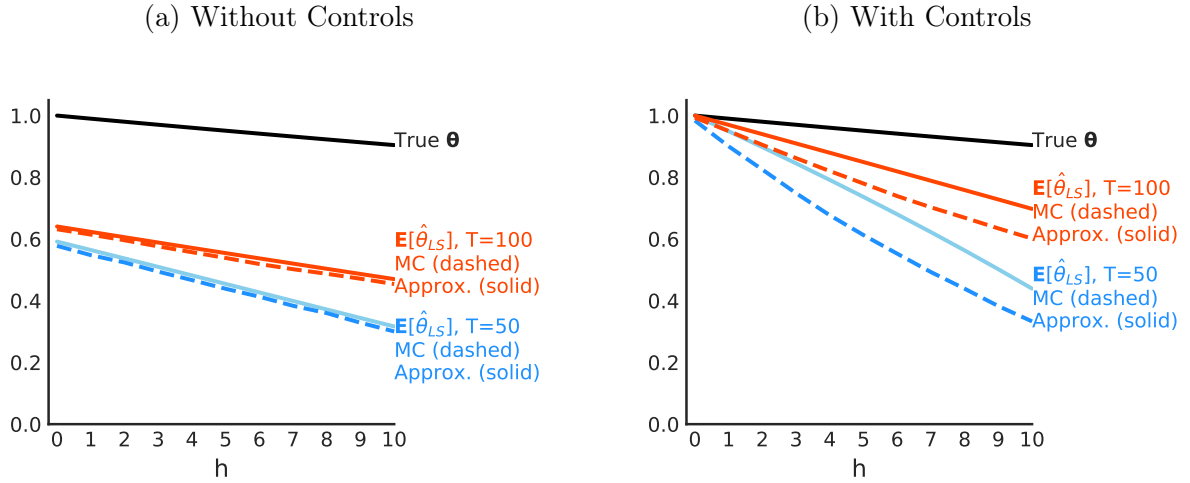 (a) Without Controls
1.0
0.8
0.6
0.4
0.2
0.0
0 1 2 3 4 5 6 7 8 9 10
h
True θ
E[θ̂_LS], T=100
MC (dashed)
Approx. (solid)
E[θ̂_LS], T=50
MC (dashed)
Approx. (solid)
(b) With Controls
1.0
0.8
0.6
0.4
0.2
0.0
0 1 2 3 4 5 6 7 8 9 10
h
True θ
E[θ̂_LS], T=100
MC (dashed)
Approx. (solid)
E[θ̂_LS], T=50
MC (dashed)
Approx. (solid)